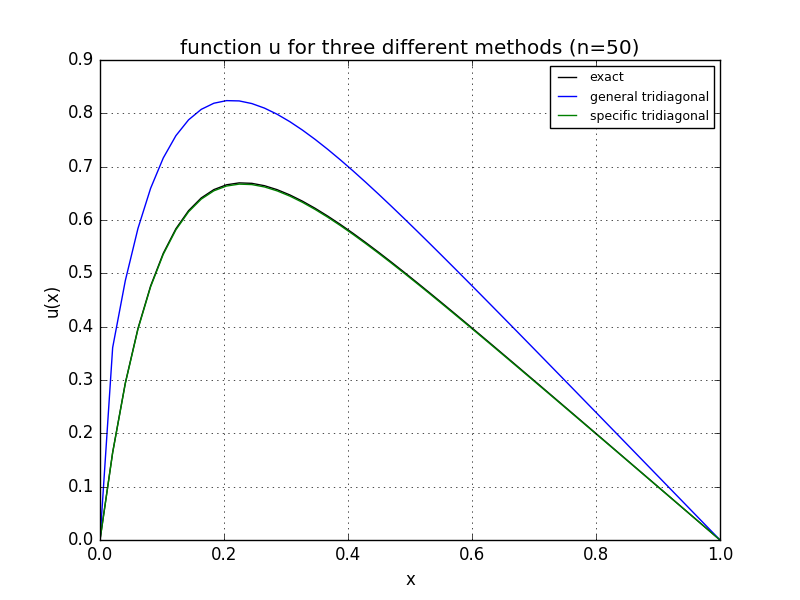 function u for three different methods (n=50)
exact
general tridiagonal
specific tridiagonal
0.9
0.8
0.7
0.6
0.5
0.4
0.3
0.2
0.1
0.0
u(x)
0.0 0.2 0.4 0.6 0.8 1.0
x